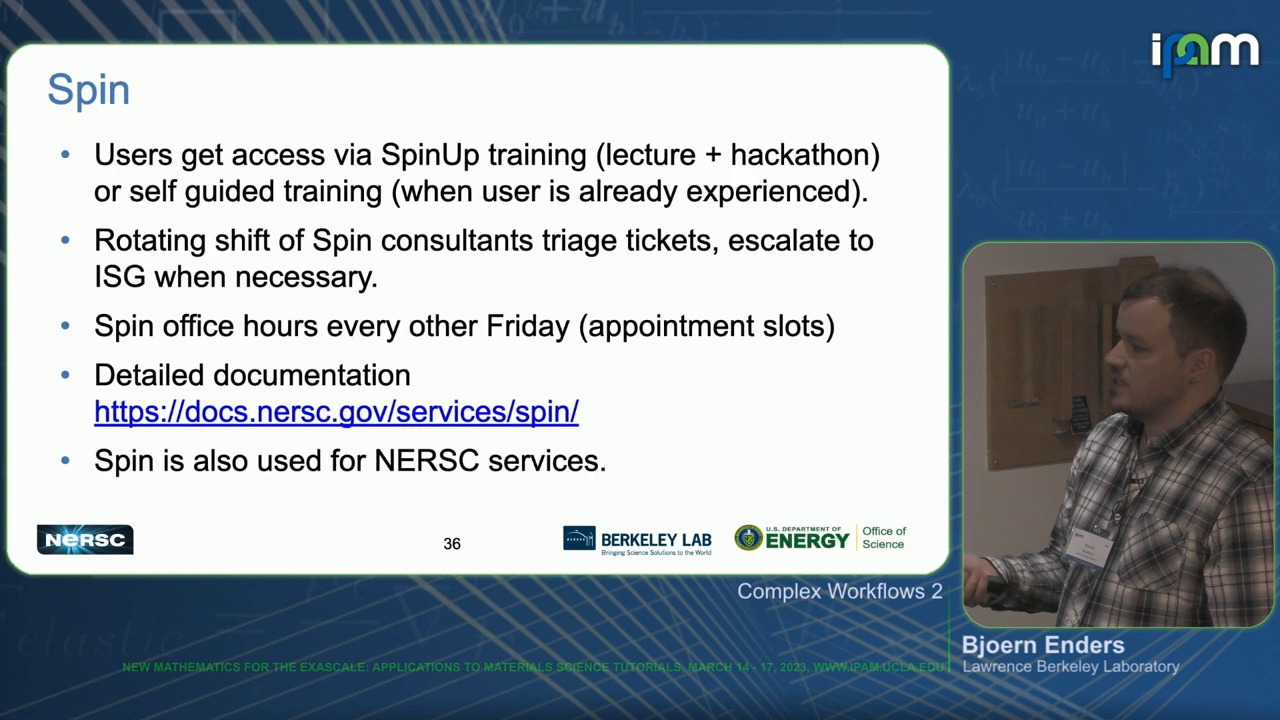 ipam
Spin
• Users get access via SpinUp training (lecture + hackathon)
or self guided training (when user is already experienced).
• Rotating shift of Spin consultants triage tickets, escalate to
ISG when necessary.
• Spin office hours every other Friday (appointment slots)
• Detailed documentation
https://docs.nersc.gov/services/spin/
• Spin is also used for NERSC services.
NERSC
36
BERKELEY LAB
Bringing Science Solutions to the World
U.S. DEPARTMENT OF
ENERGY
Office of
Science
Complex Workflows 2
Bjoern Enders
Lawrence Berkeley Laboratory
NEW MATHEMATICS FOR THE EXASCALE: APPLICATIONS TO MATERIALS SCIENCE TUTORIALS, MARCH 14 - 17, 2023, WWW.IPAM.UCLA.EDU
elastic